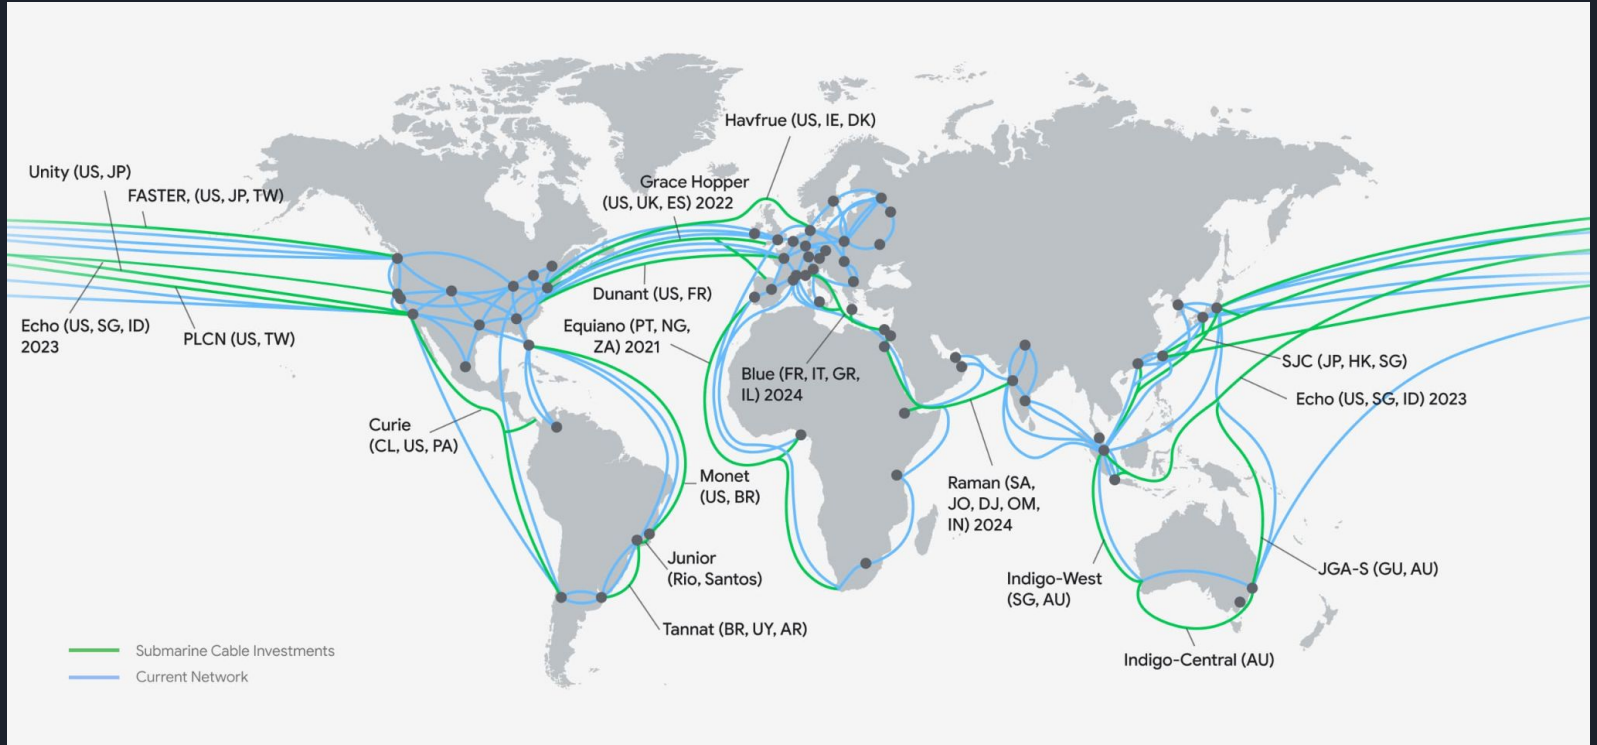 Havfrue (US, IE, DK)
Unity (US, JP)
FASTER, (US, JP, TW)
Grace Hopper
(US, UK, ES) 2022
Dunant (US, FR)
Echo (US, SG, ID)
2023
PLCN (US, TW)
Equiano (PT, NG,
ZA) 2021
Blue (FR, IT, GR,
IL) 2024
SJC (JP, HK, SG)
Echo (US, SG, ID) 2023
Curie
(CL, US, PA)
Monet
(US, BR)
Raman (SA,
JO, DJ, OM,
IN) 2024
Junior
(Rio, Santos)
Indigo-West
(SG, AU)
JGA-S (GU, AU)
Tannat (BR, UY, AR)
Indigo-Central (AU)
Submarine Cable Investments
Current Network